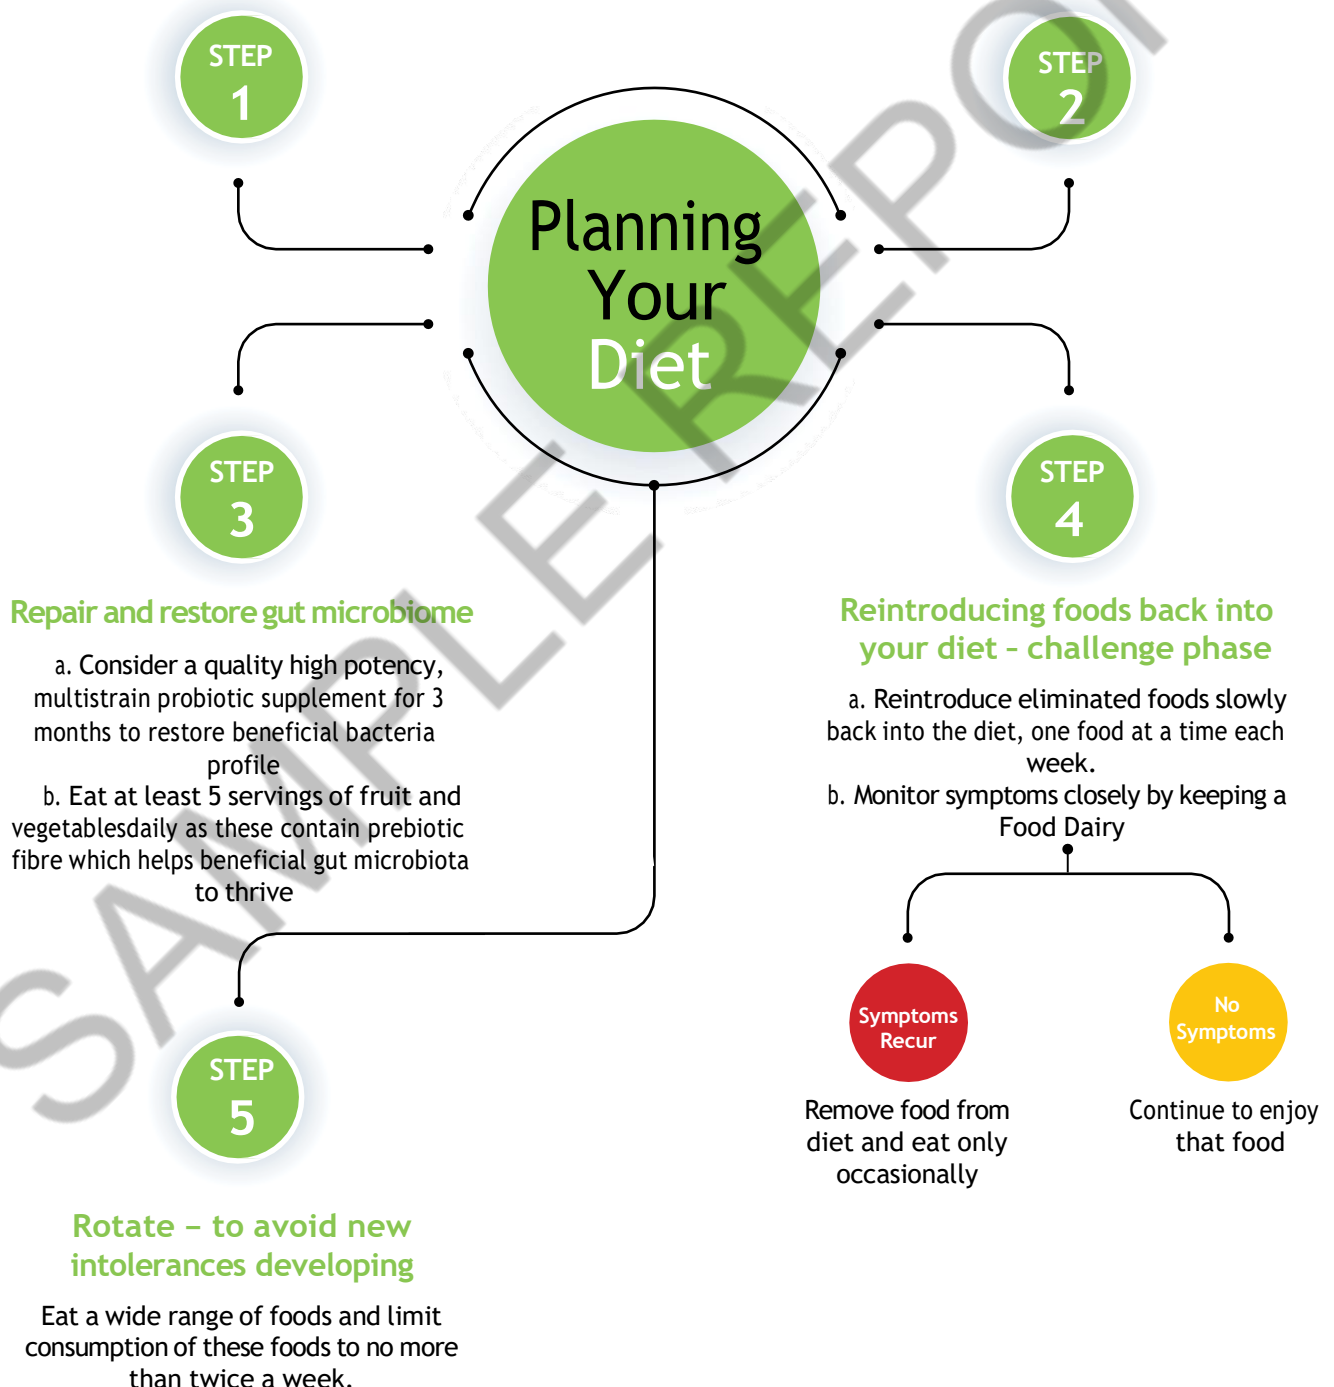 STEP
1
STEP
2
Planning
Your
Diet
STEP
3
Repair and restore gut microbiome
a. Consider a quality high potency,
multistrain probiotic supplement for 3
months to restore beneficial bacteria
profile
b. Eat at least 5 servings of fruit and
vegetablesdaily as these contain prebiotic
fibre which helps beneficial gut microbiota
to thrive
STEP
4
Reintroducing foods back into
your diet – challenge phase
a. Reintroduce eliminated foods slowly
back into the diet, one food at a time each
week.
b. Monitor symptoms closely by keeping a
Food Dairy
Symptoms
Recur
Remove food from
diet and eat only
occasionally
No
Symptoms
Continue to enjoy
that food
STEP
5
Rotate – to avoid new
intolerances developing
Eat a wide range of foods and limit
consumption of these foods to no more
than twice a week.
SAMPLE REPO